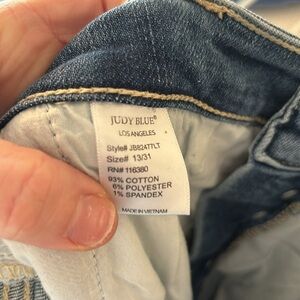 JUDY BLUE®
LOS ANGELES
Style# JB82477LT
Size# 13/31
RN# 116380
93% COTTON
6% POLYESTER
1% SPANDEX
MADE IN VIETNAM